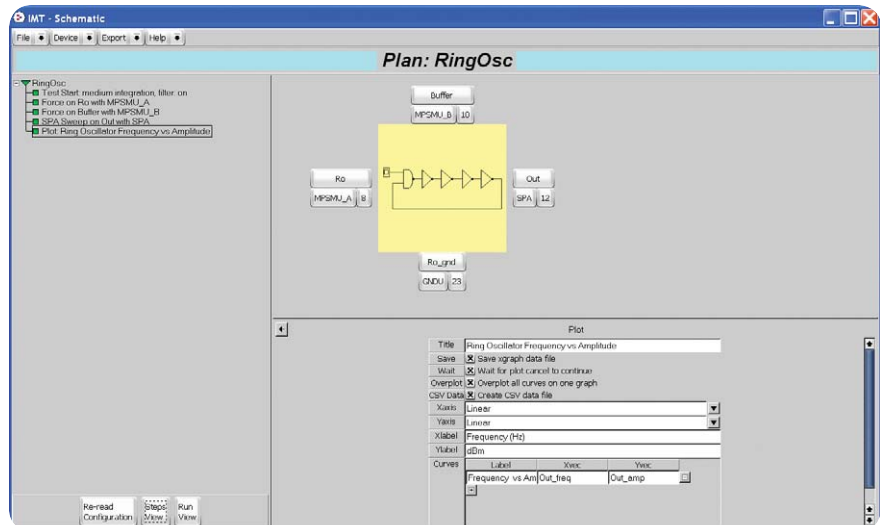 IMT - Schematic
File Device Export Help
Plan: RingOsc
RingOsc
Test Start: medium integration, filter: on
Force on Ro with MPSMU_A
Force on Buffer with MPSMU_B
SPA Sweep on Out with SPA
Plot: Ring Oscillator Frequency vs Amplitude
Buffer
MPSMU_B 10
Ro
MPSMU_A 8
Out
SPA 12
Ro_gnd
GNDU 23
Plot
Title Ring Oscillator Frequency vs Amplitude
Save Save xgraph data file
Wait Wait for plot cancel to continue
Overplot Overplot all curves on one graph
CSV Data Create CSV data file
Xaxis Linear
Yaxis Linear
Xlabel Frequency (Hz)
Ylabel dBm
Curves Label Xvec Yvec
Frequency vs Am Out_freq Out_amp
Re-read Configuration
Steps View
Run View